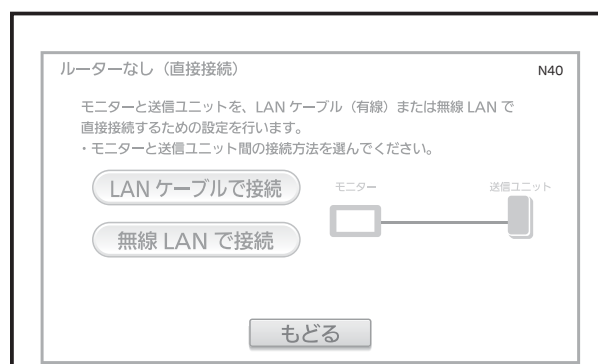 ルーターなし（直接接続）
N40
モニターと送信ユニットを、LAN ケーブル（有線）または無線 LAN で
直接接続するための設定を行います。
・モニターと送信ユニット間の接続方法を選んでください。
LAN ケーブルで接続
モニター
送信ユニット
無線 LAN で接続
もどる